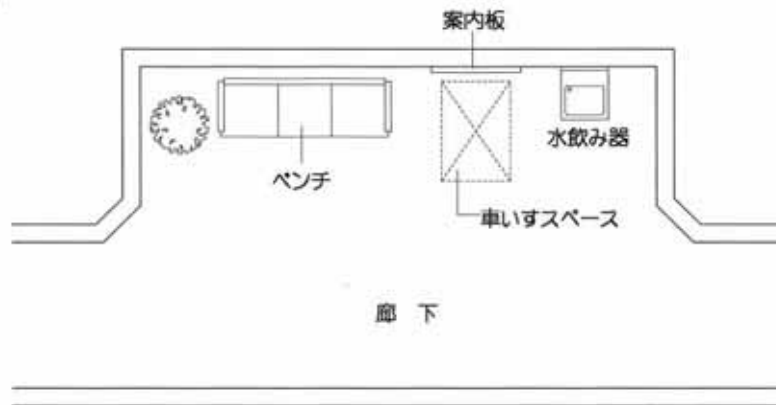 案内板
水飲み器
ベンチ
車いすスペース
廊 下